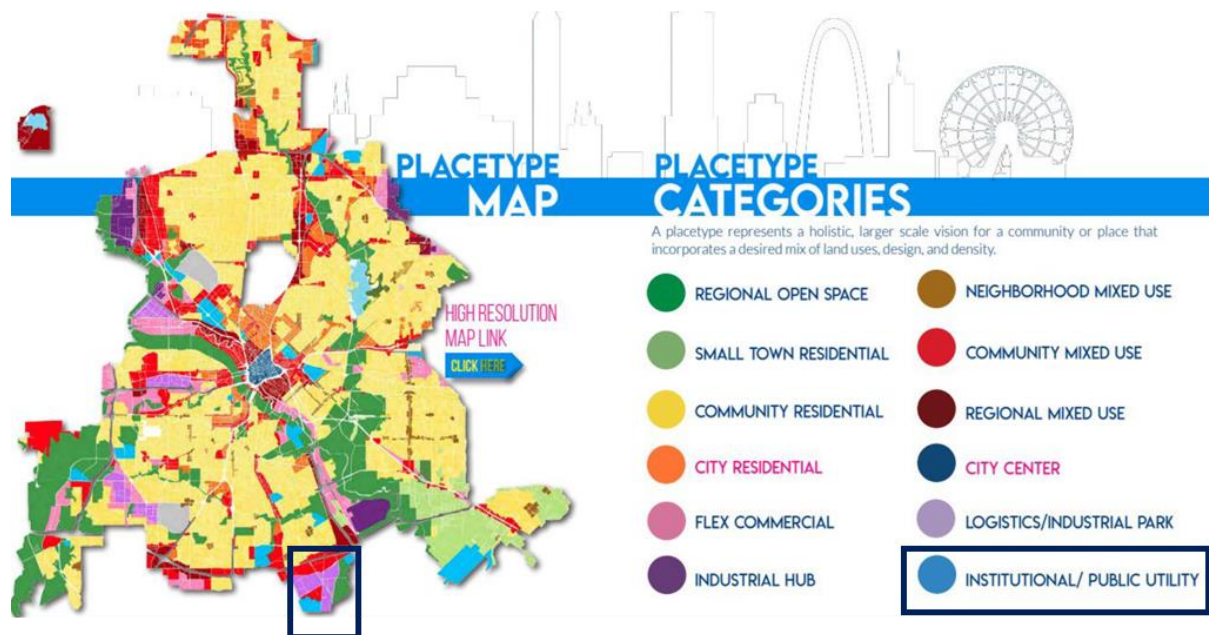 PLACETYPE
MAP
HIGH RESOLUTION
MAP LINK
CLICK HERE
PLACETYPE
CATEGORIES
A placetype represents a holistic, larger scale vision for a community or place that
incorporates a desired mix of land uses, design, and density.
REGIONAL OPEN SPACE
SMALL TOWN RESIDENTIAL
COMMUNITY RESIDENTIAL
CITY RESIDENTIAL
FLEX COMMERCIAL
INDUSTRIAL HUB
NEIGHBORHOOD MIXED USE
COMMUNITY MIXED USE
REGIONAL MIXED USE
CITY CENTER
LOGISTICS/INDUSTRIAL PARK
INSTITUTIONAL/ PUBLIC UTILITY